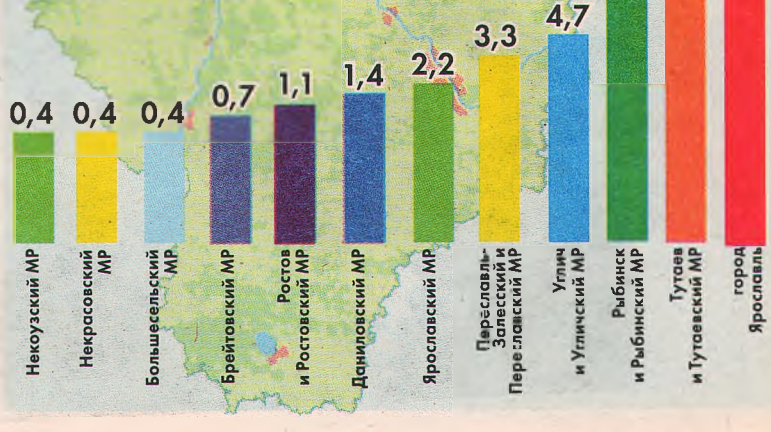 0,4
0,4
0,4
0,7
1,1
1,4
2,2
3,3
4,7
Некоузский МР
Некрасовский
МР
Большесельский
МР
Брейтовский МР
Ростов
и Ростовский МР
Даниловский МР
Ярославский МР
Переславль-
Залесский и
Переславский МР
Углич
и Угличский МР
Рыбинск
и Рыбинский МР
Тутаев
и Тутаевский МР
город
Ярославль